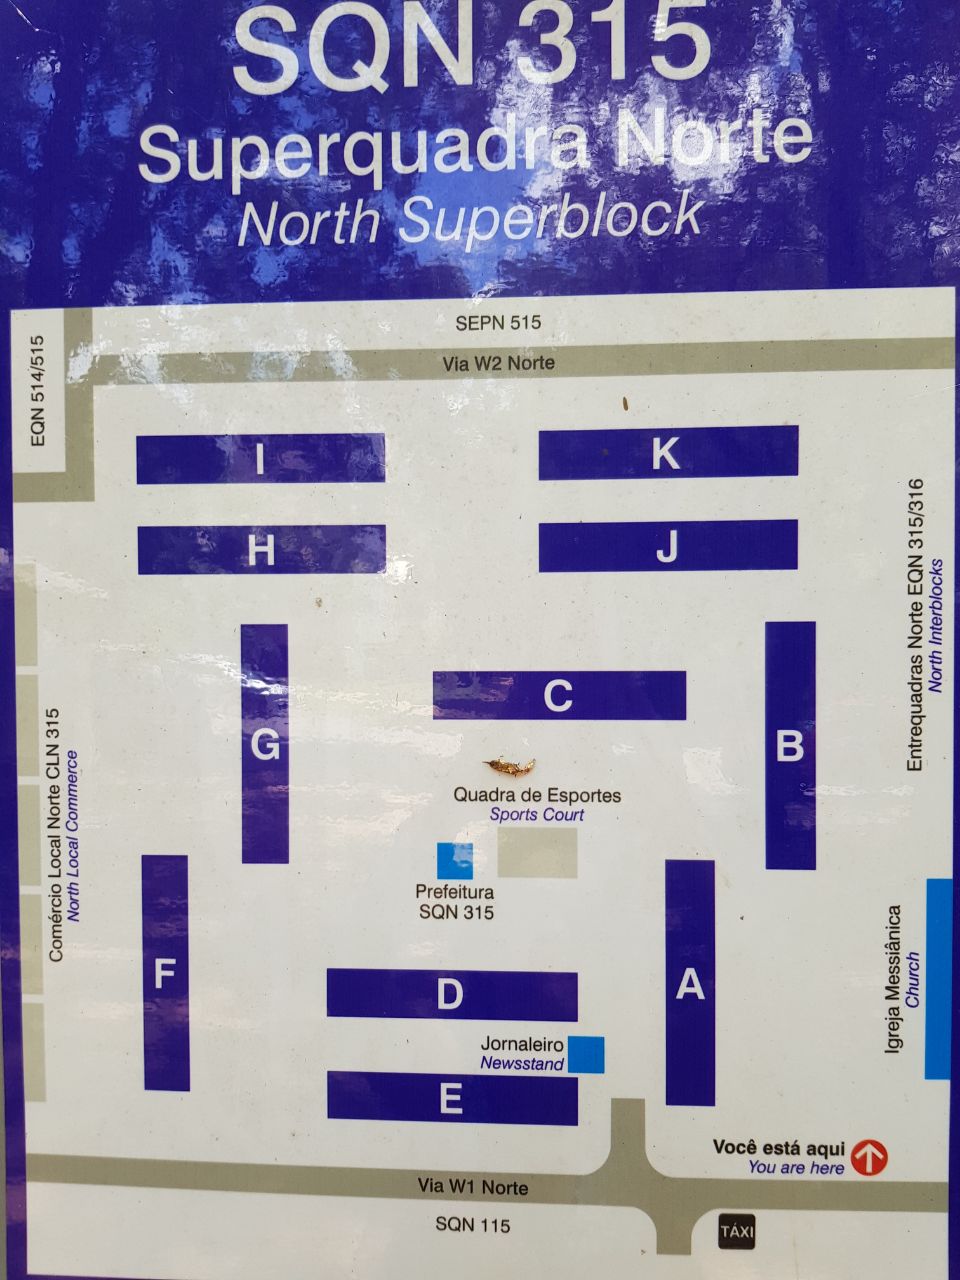 SQN 315
Superquadra Norte
North Superblock
SEPN 515
EQN 514/515
Via W2 Norte
I
K
H
J
Entrequadras Norte EQN 315/316
North Interblocks
G
C
B
Comércio Local Norte CLN 315
North Local Commerce
Quadra de Esportes
Sports Court
Prefeitura
SQN 315
F
D
A
Igreja Messiânica
Church
Jornaleiro
Newsstand
E
Você está aqui
You are here
Via W1 Norte
SQN 115
TÁXI